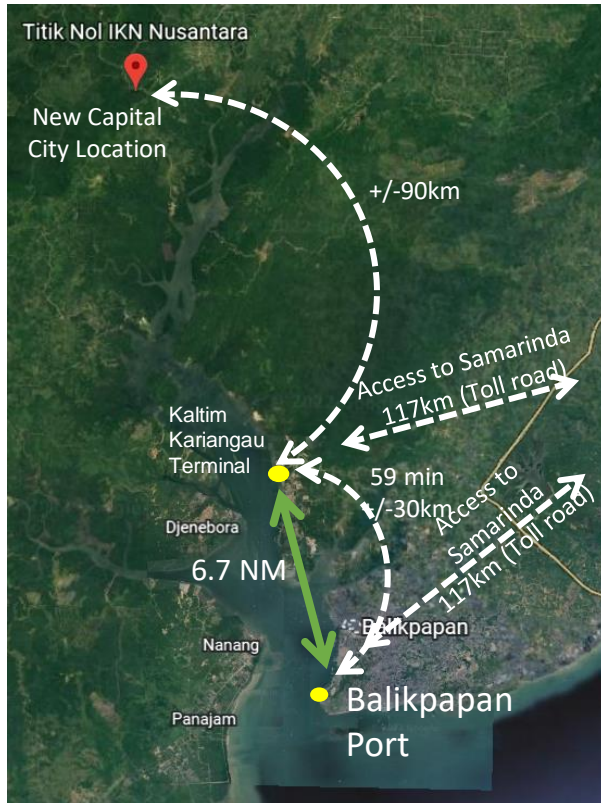 Titik Nol IKN Nusantara
New Capital
City Location
+/-90km
Access to Samarinda
117km (Toll road)
Kaltim
Kariangau
Terminal
59 min
+/-30km
Access to
Samarinda
117km (Toll road)
Djenebora
6.7 NM
Balikpapan
Nanang
Balikpapan
Port
Panajam